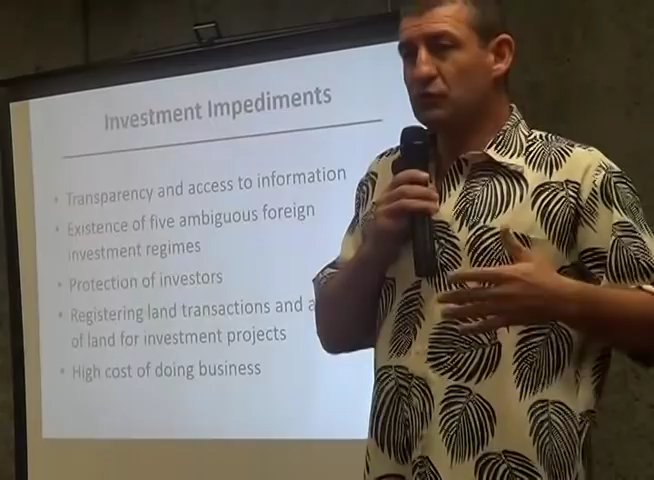 Investment Impediments
• Transparency and access to information
• Existence of five ambiguous foreign
investment regimes
• Protection of investors
• Registering land transactions and a
of land for investment projects
• High cost of doing business